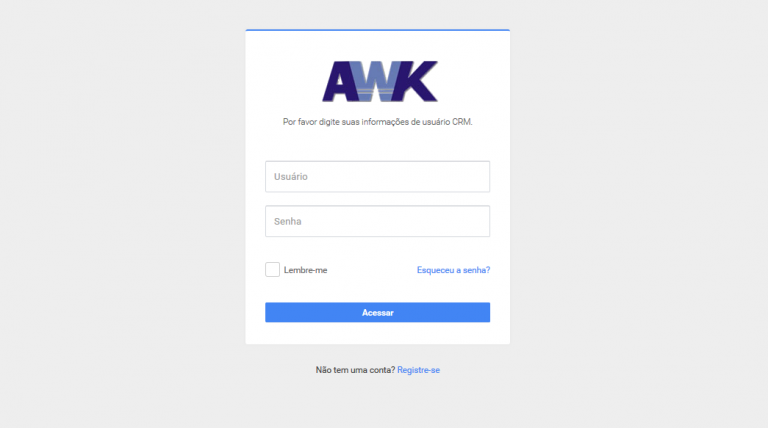 AWK
Por favor digite suas informações de usuário CRM.
Usuário
Senha
Lembre-me Esqueceu a senha?
Acessar
Não tem uma conta? Registre-se